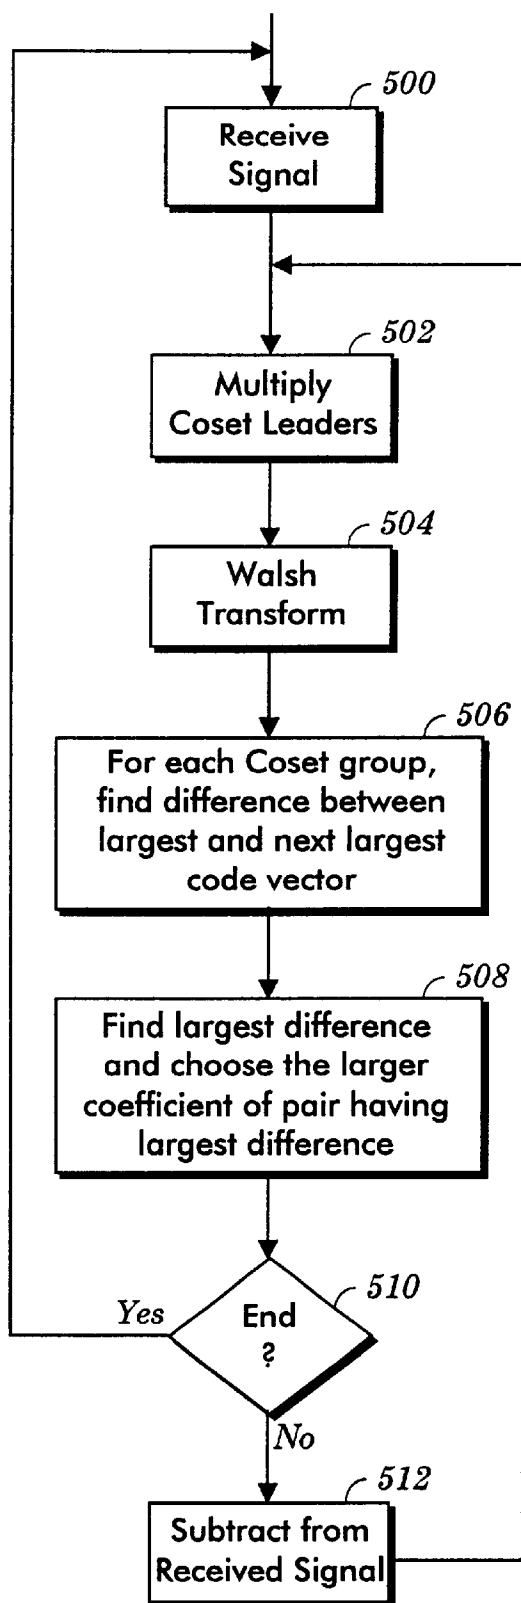 500
Receive
Signal
502
Multiply
Coset Leaders
504
Walsh
Transform
506
For each Coset group,
find difference between
largest and next largest
code vector
508
Find largest difference
and choose the larger
coefficient of pair having
largest difference
510
Yes
End
?
No
512
Subtract from
Received Signal